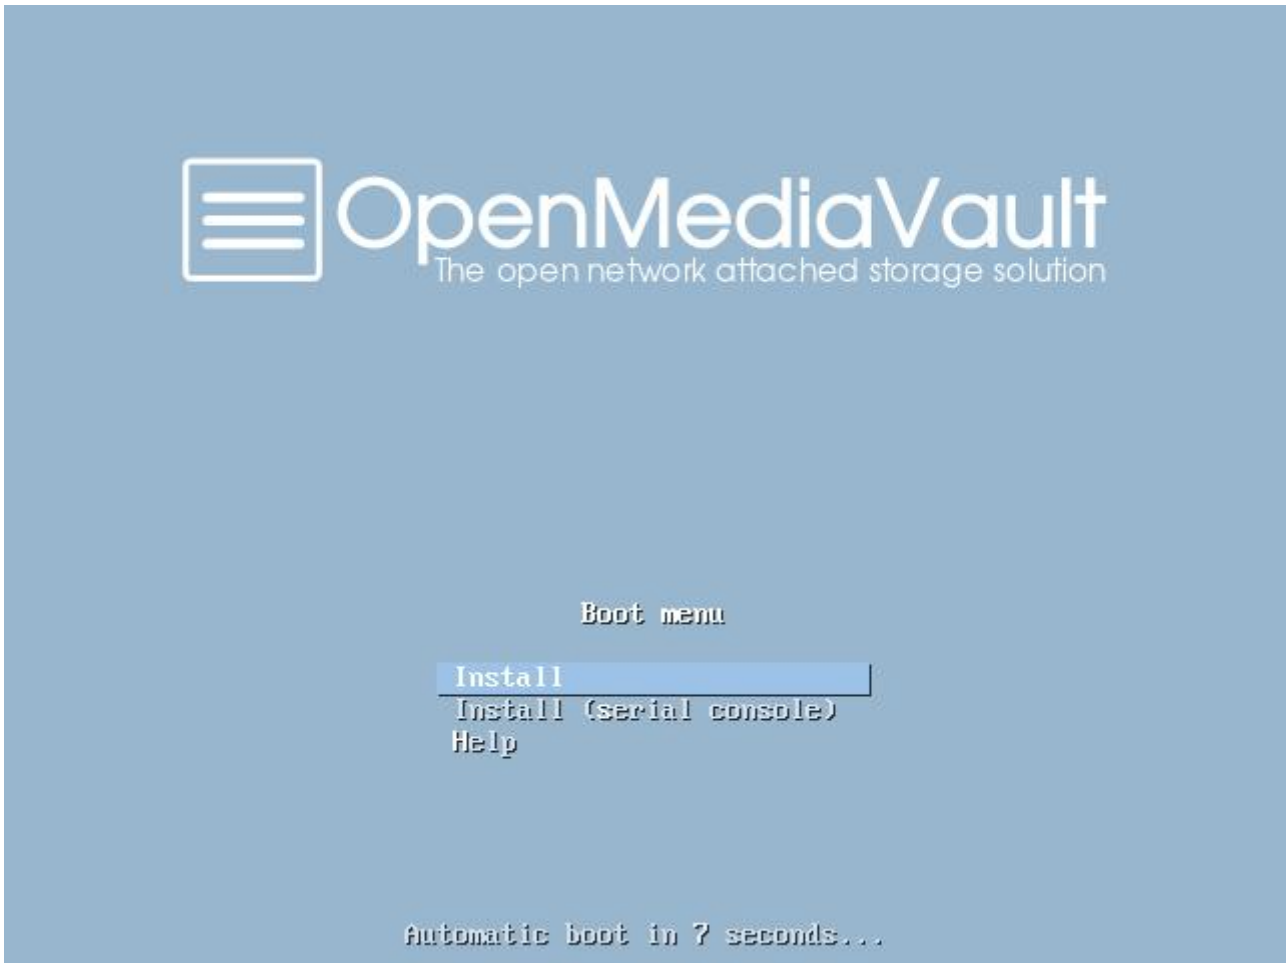 OpenMediaVault
The open network attached storage solution
Boot menu
Install
Install (serial console)
Help
Automatic boot in 7 seconds...